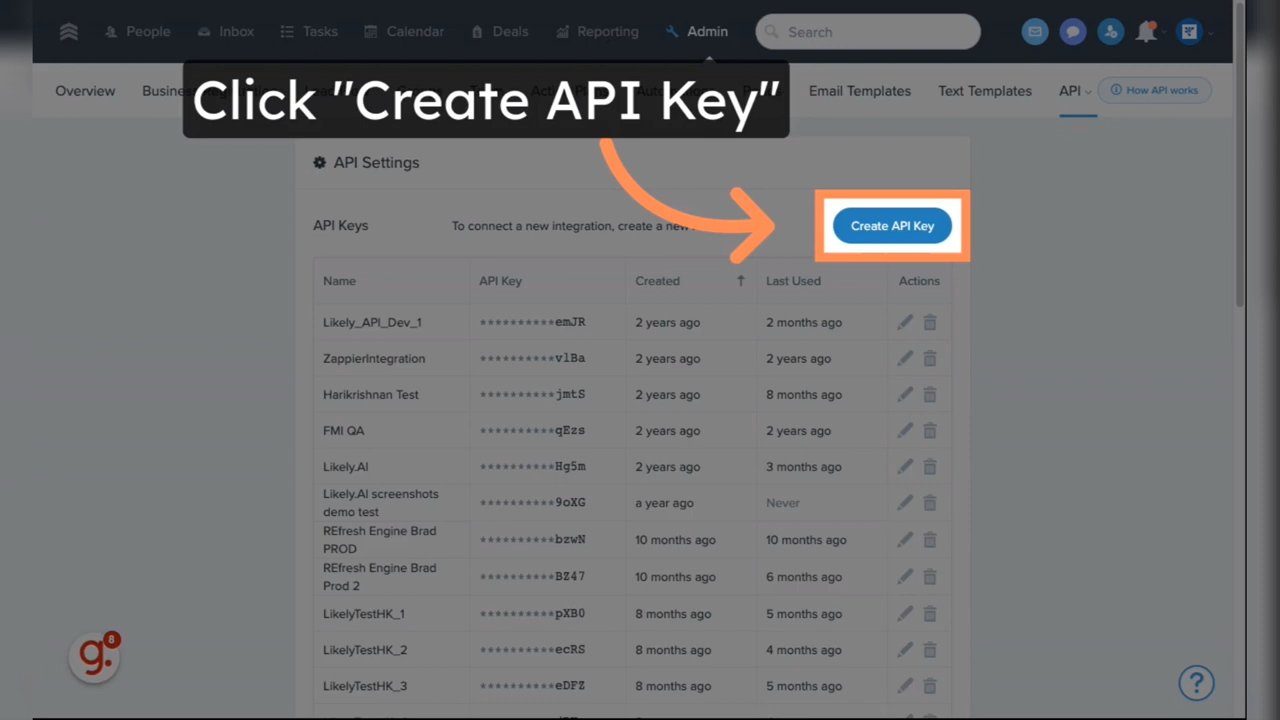 People Inbox Tasks Calendar Deals Reporting Admin Search
Overview Email Templates Text Templates API How API works
Click "Create API Key"
API Settings
API Keys To connect a new integration, create a new Create API Key
Name API Key Created ↑ Last Used Actions
Likely_API_Dev_1 **********emJR 2 years ago 2 months ago
ZappierIntegration **********vlBa 2 years ago 2 years ago
Harikrishnan Test **********jmtS 2 years ago 8 months ago
FMI QA **********qEzs 2 years ago 2 years ago
Likely.AI **********Hg5m 2 years ago 3 months ago
Likely.AI screenshots
demo test **********9oXG a year ago Never
REfresh Engine Brad
PROD **********bzwN 10 months ago 10 months ago
REfresh Engine Brad
Prod 2 **********BZ47 10 months ago 6 months ago
LikelyTestHK_1 **********pXB0 8 months ago 5 months ago
LikelyTestHK_2 **********ecRS 8 months ago 4 months ago
LikelyTestHK_3 **********eDFZ 8 months ago 5 months ago
g. 8
?